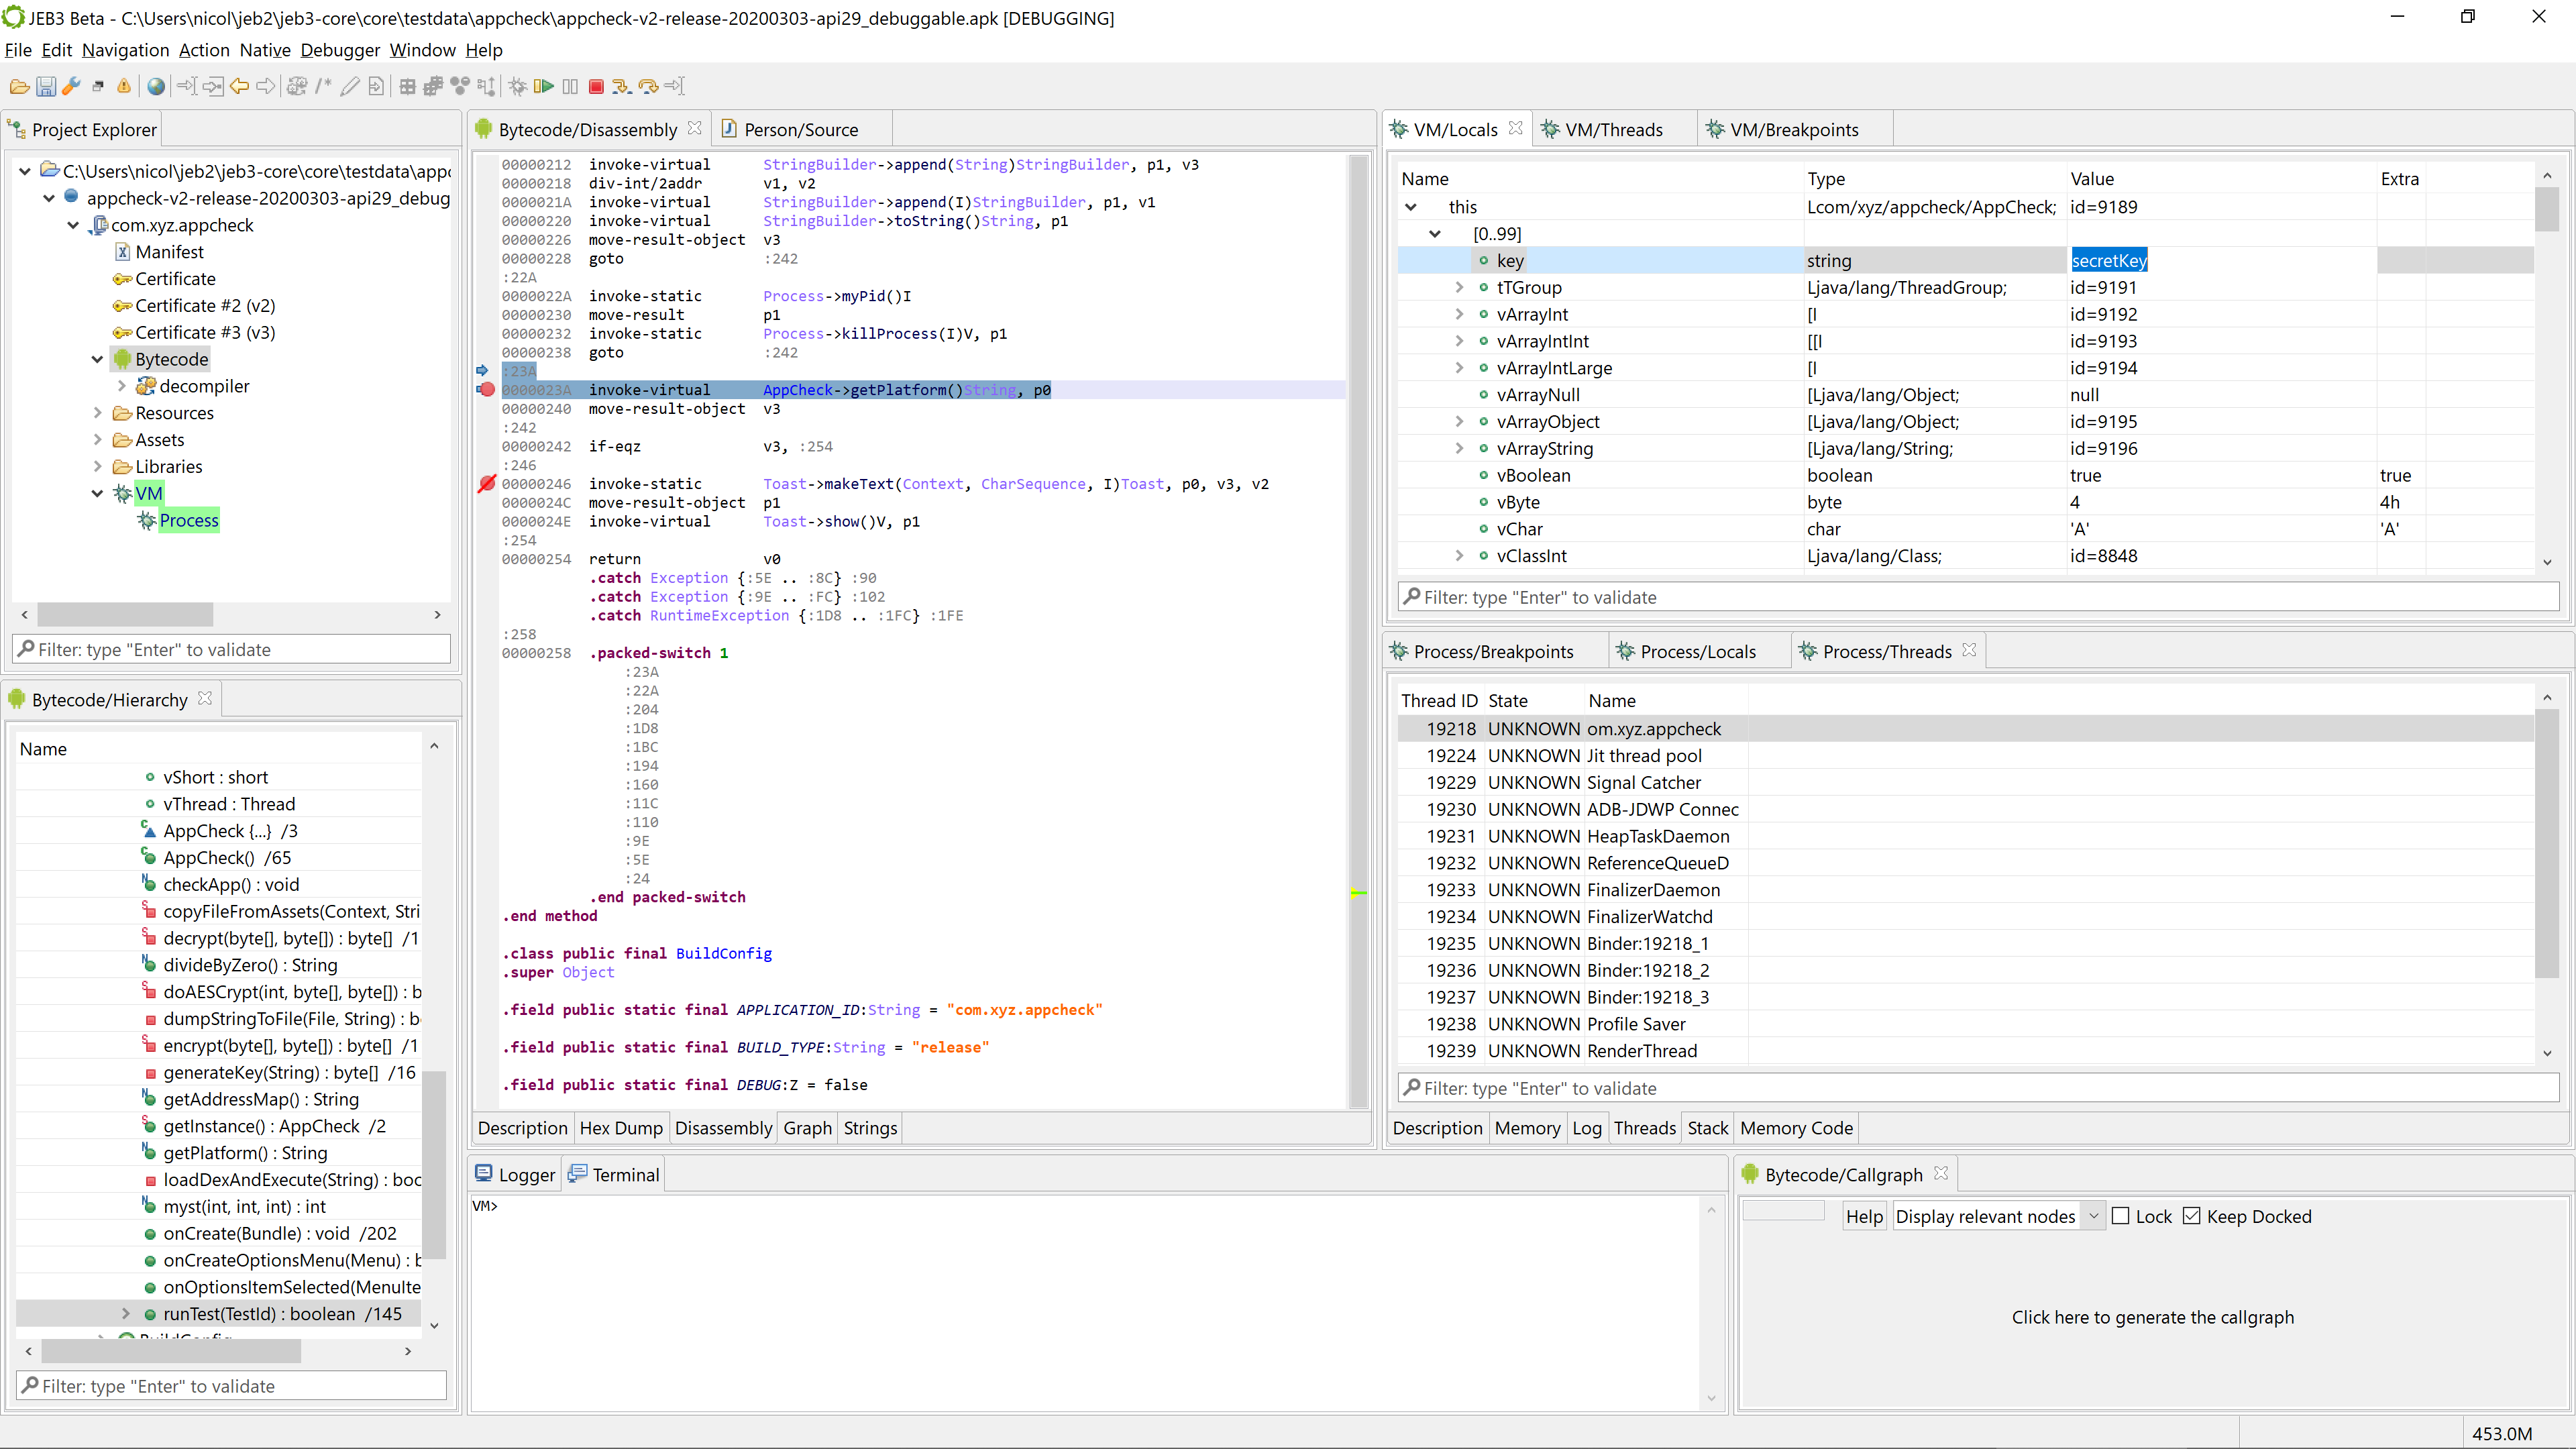 JEB3 Beta - C:\Users\nicol\jeb2\jeb3-core\core\testdata\appcheck\appcheck-v2-release-20200303-api29_debuggable.apk [DEBUGGING]
File Edit Navigation Action Native Debugger Window Help
Project Explorer
C:\Users\nicol\jeb2\jeb3-core\core\testdata\appc
appcheck-v2-release-20200303-api29_debug
com.xyz.appcheck
Manifest
Certificate
Certificate #2 (v2)
Certificate #3 (v3)
Bytecode
decompiler
Resources
Assets
Libraries
VM
Process
Filter: type "Enter" to validate
Bytecode/Hierarchy
Name
vShort : short
vThread : Thread
AppCheck {...} /3
AppCheck() /65
checkApp() : void
copyFileFromAssets(Context, Stri
decrypt(byte[], byte[]) : byte[] /1
divideByZero() : String
doAESCrypt(int, byte[], byte[]) : b
dumpStringToFile(File, String) : b
encrypt(byte[], byte[]) : byte[] /1
generateKey(String) : byte[] /16
getAddressMap() : String
getInstance() : AppCheck /2
getPlatform() : String
loadDexAndExecute(String) : boc
myst(int, int, int) : int
onCreate(Bundle) : void /202
onCreateOptionsMenu(Menu) : b
onOptionsItemSelected(MenuIte
runTest(TestId) : boolean /145
BuildConfig
Filter: type "Enter" to validate
Bytecode/Disassembly Person/Source
00000212 invoke-virtual StringBuilder->append(String)StringBuilder, p1, v3
00000218 div-int/2addr v1, v2
0000021A invoke-virtual StringBuilder->append(I)StringBuilder, p1, v1
00000220 invoke-virtual StringBuilder->toString()String, p1
00000226 move-result-object v3
00000228 goto :242
:22A
0000022A invoke-static Process->myPid()I
00000230 move-result p1
00000232 invoke-static Process->killProcess(I)V, p1
00000238 goto :242
:23A
0000023A invoke-virtual AppCheck->getPlatform()String, p0
00000240 move-result-object v3
:242
00000242 if-eqz v3, :254
:246
00000246 invoke-static Toast->makeText(Context, CharSequence, I)Toast, p0, v3, v2
0000024C move-result-object p1
0000024E invoke-virtual Toast->show()V, p1
:254
00000254 return v0
.catch Exception {:5E .. :8C} :90
.catch Exception {:9E .. :FC} :102
.catch RuntimeException {:1D8 .. :1FC} :1FE
:258
00000258 .packed-switch 1
:23A
:22A
:204
:1D8
:1BC
:194
:160
:11C
:110
:9E
:5E
:24
.end packed-switch
.end method
.class public final BuildConfig
.super Object
.field public static final APPLICATION_ID:String = "com.xyz.appcheck"
.field public static final BUILD_TYPE:String = "release"
.field public static final DEBUG:Z = false
Description Hex Dump Disassembly Graph Strings
VM/Locals VM/Threads VM/Breakpoints
Name Type Value Extra
this Lcom/xyz/appcheck/AppCheck; id=9189
[0..99]
key string secretKey
tTGroup Ljava/lang/ThreadGroup; id=9191
vArrayInt [I id=9192
vArrayIntInt [[I id=9193
vArrayIntLarge [I id=9194
vArrayNull [Ljava/lang/Object; null
vArrayObject [Ljava/lang/Object; id=9195
vArrayString [Ljava/lang/String; id=9196
vBoolean boolean true true
vByte byte 4 4h
vChar char 'A' 'A'
vClassInt Ljava/lang/Class; id=8848
Filter: type "Enter" to validate
Process/Breakpoints Process/Locals Process/Threads
Thread ID State Name
19218 UNKNOWN om.xyz.appcheck
19224 UNKNOWN Jit thread pool
19229 UNKNOWN Signal Catcher
19230 UNKNOWN ADB-JDWP Connec
19231 UNKNOWN HeapTaskDaemon
19232 UNKNOWN ReferenceQueueD
19233 UNKNOWN FinalizerDaemon
19234 UNKNOWN FinalizerWatchd
19235 UNKNOWN Binder:19218_1
19236 UNKNOWN Binder:19218_2
19237 UNKNOWN Binder:19218_3
19238 UNKNOWN Profile Saver
19239 UNKNOWN RenderThread
Filter: type "Enter" to validate
Description Memory Log Threads Stack Memory Code
Logger Terminal
VM>
Bytecode/Callgraph
Help Display relevant nodes Lock Keep Docked
Click here to generate the callgraph
453.0M